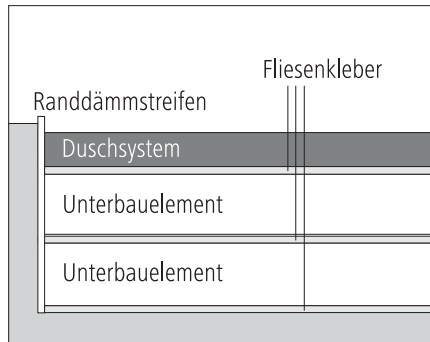 Fliesenkleber
Randdämmstreifen
Duschsystem
Unterbauelement
Unterbauelement